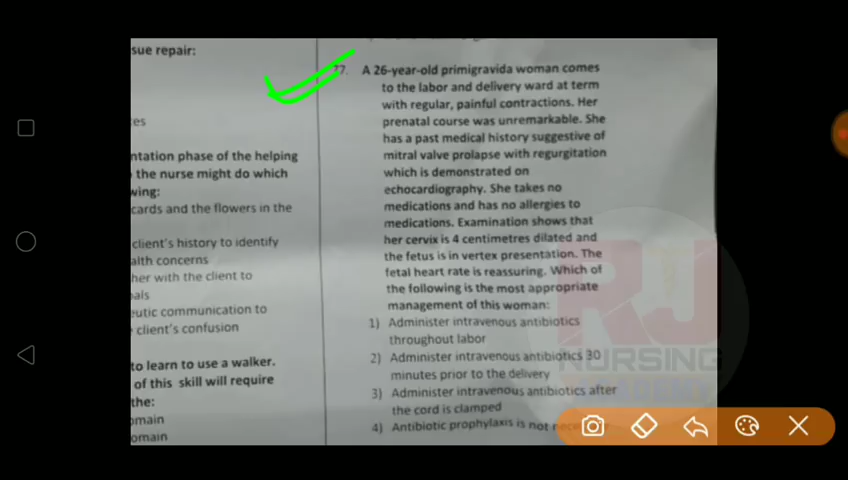 sue repair:
es
ntation phase of the helping
the nurse might do which
wing:
cards and the flowers in the
client's history to identify
alth concerns
her with the client to
als
eutic communication to
client's confusion
to learn to use a walker.
of this skill will require
the:
omain
omain
77. A 26-year-old primigravida woman comes
to the labor and delivery ward at term
with regular, painful contractions. Her
prenatal course was unremarkable. She
has a past medical history suggestive of
mitral valve prolapse with regurgitation
which is demonstrated on
echocardiography. She takes no
medications and has no allergies to
medications. Examination shows that
her cervix is 4 centimetres dilated and
the fetus is in vertex presentation. The
fetal heart rate is reassuring. Which of
the following is the most appropriate
management of this woman:
1) Administer intravenous antibiotics
throughout labor
2) Administer intravenous antibiotics 30
minutes prior to the delivery
3) Administer intravenous antibiotics after
the cord is clamped
4) Antibiotic prophylaxis is not
RJ
NURSING
ACADEMY